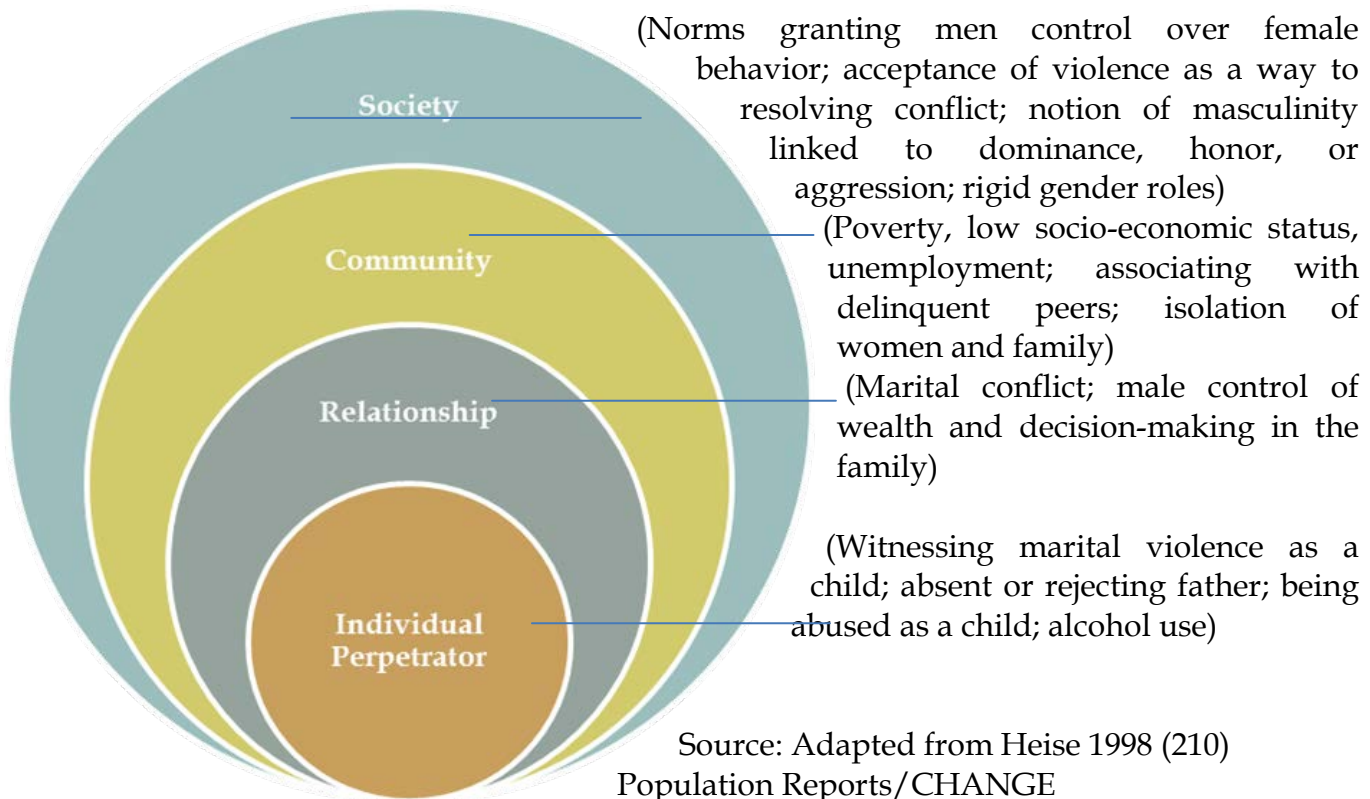 (Norms granting men control over female
behavior; acceptance of violence as a way to
resolving conflict; notion of masculinity
linked to dominance, honor, or
aggression; rigid gender roles)
Society
(Poverty, low socio-economic status,
unemployment; associating with
delinquent peers; isolation of
women and family)
Community
(Marital conflict; male control of
wealth and decision-making in the
family)
Relationship
(Witnessing marital violence as a
child; absent or rejecting father; being
abused as a child; alcohol use)
Individual
Perpetrator
Source: Adapted from Heise 1998 (210)
Population Reports/CHANGE